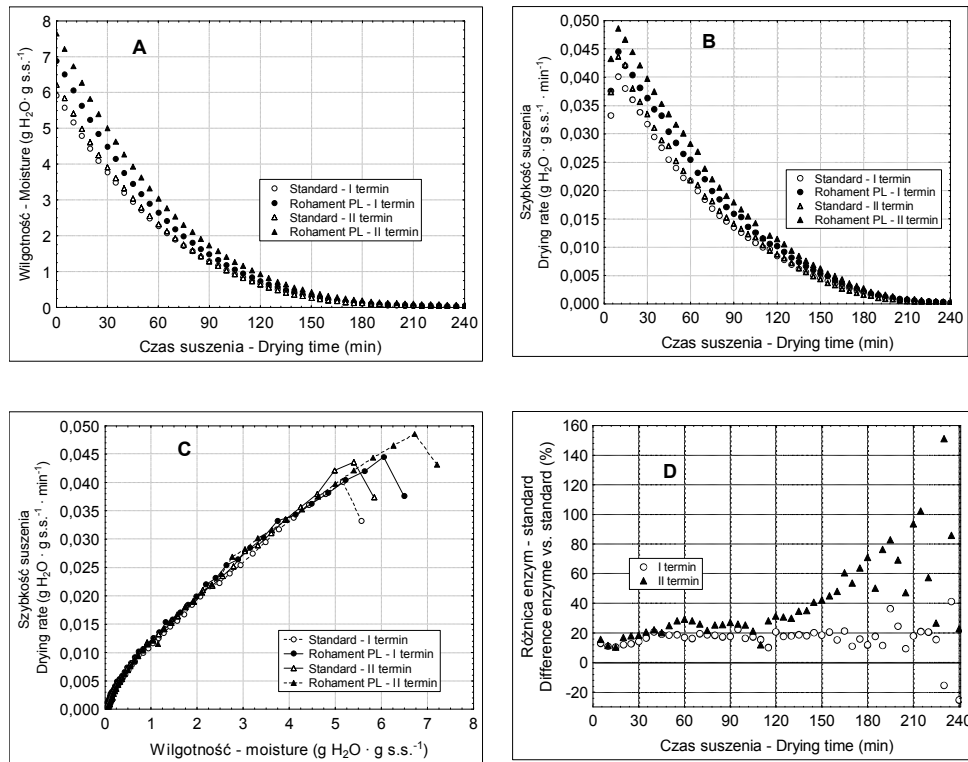 A
Wilgotność - Moisture (g H₂O · g s.s.⁻¹)
8
7
6
5
4
3
2
1
0
Standard - I termin
Rohament PL - I termin
Standard - II termin
Rohament PL - II termin
0 30 60 90 120 150 180 210 240
Czas suszenia - Drying time (min)
B
Szybkość suszenia
Drying rate (g H₂O · g s.s.⁻¹ · min⁻¹)
0,050
0,045
0,040
0,035
0,030
0,025
0,020
0,015
0,010
0,005
0,000
Standard - I termin
Rohament PL - I termin
Standard - II termin
Rohament PL - II termin
0 30 60 90 120 150 180 210 240
Czas suszenia - Drying time (min)
C
Szybkość suszenia
Drying rate (g H₂O · g s.s.⁻¹ · min⁻¹)
0,050
0,045
0,040
0,035
0,030
0,025
0,020
0,015
0,010
0,005
0,000
Standard - I termin
Rohament PL - I termin
Standard - II termin
Rohament PL - II termin
0 1 2 3 4 5 6 7 8
Wilgotność - moisture (g H₂O · g s.s.⁻¹)
D
Różnica enzym - standard
Difference enzyme vs. standard (%)
160
140
120
100
80
60
40
20
0
-20
I termin
II termin
0 30 60 90 120 150 180 210 240
Czas suszenia - Drying time (min)